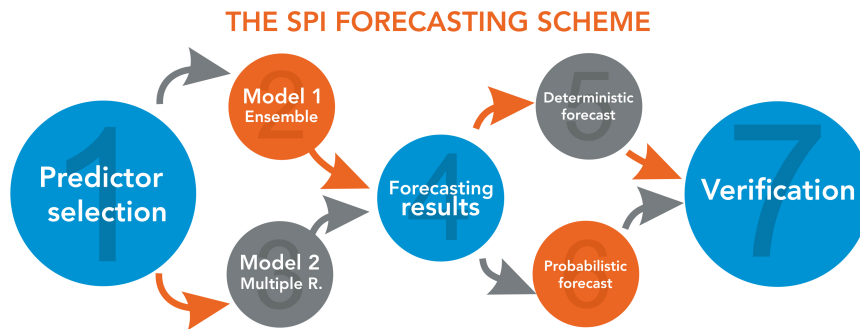 THE SPI FORECASTING SCHEME
1
Predictor
selection
2
Model 1
Ensemble
3
Model 2
Multiple R.
4
Forecasting
results
5
Deterministic
forecast
6
Probabilistic
forecast
7
Verification